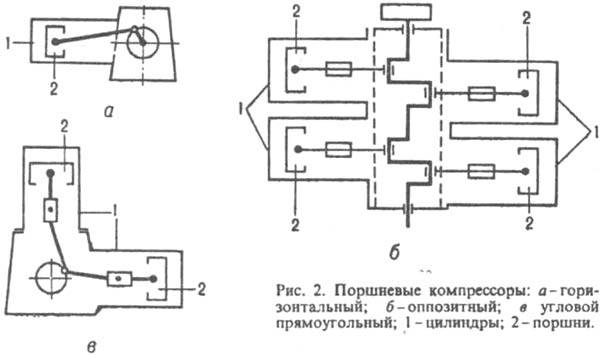 1
2
а
2
2
1
1
2
2
б
2
1
2
в
Рис. 2. Поршневые компрессоры: а–гори-
зонтальный; б–оппозитный; в угловой
прямоугольный; 1–цилиндры; 2–поршни.